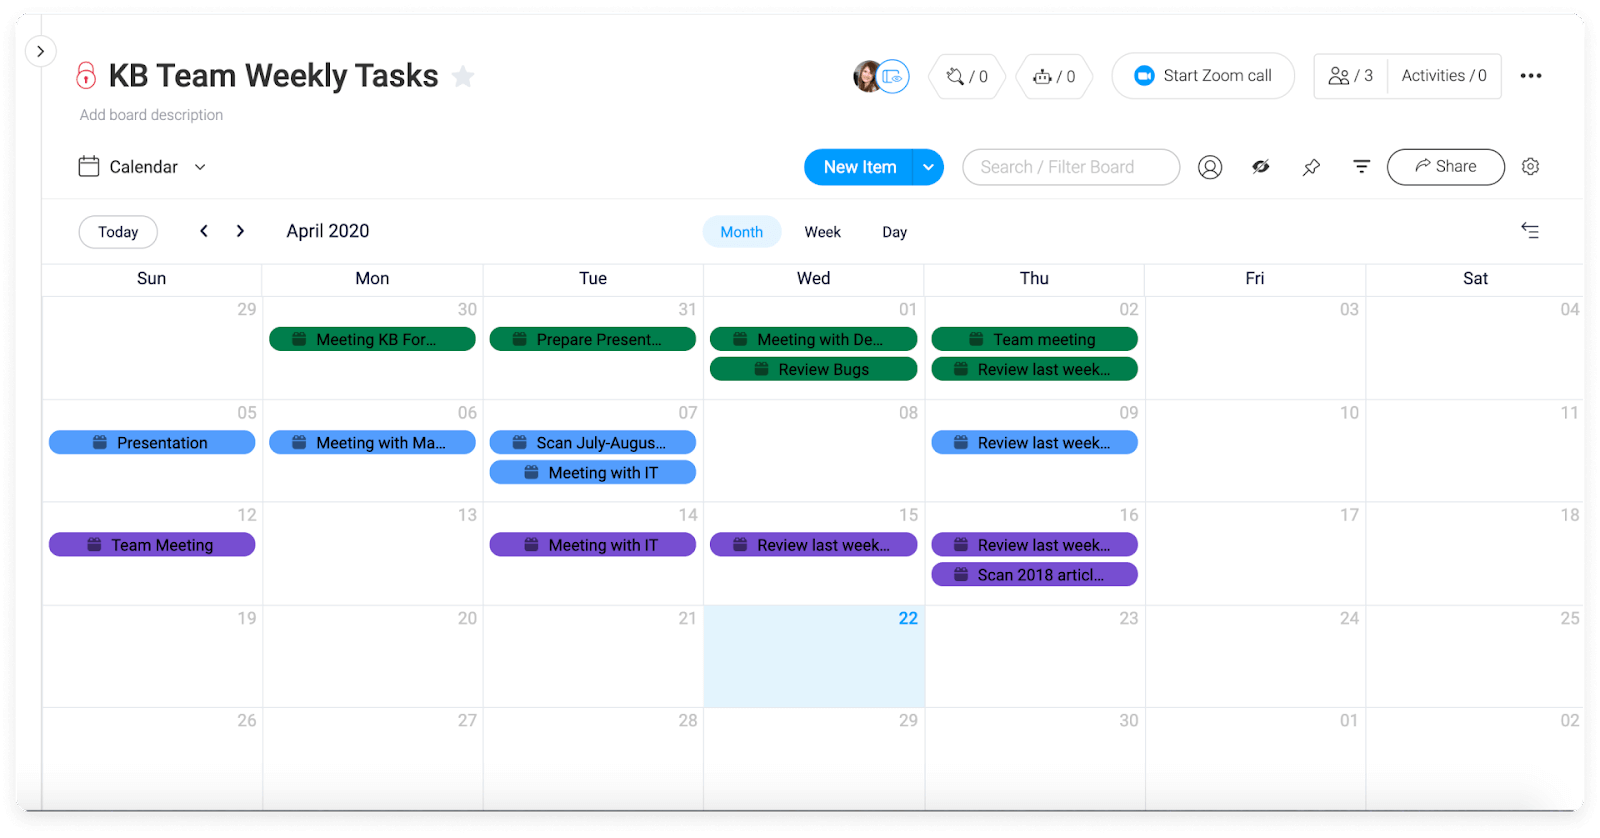 KB Team Weekly Tasks
/ 0
/ 0
Start Zoom call
/ 3
Activities / 0
Add board description
Calendar
New Item
Search / Filter Board
Share
Today
April 2020
Month
Week
Day
Sun Mon Tue Wed Thu Fri Sat
29 30 31 01 02 03 04
Meeting KB For... Prepare Present... Meeting with De... Team meeting
Review Bugs Review last week...
05 06 07 08 09 10 11
Presentation Meeting with Ma... Scan July-Augus... Review last week...
Meeting with IT
12 13 14 15 16 17 18
Team Meeting Meeting with IT Review last week... Review last week...
Scan 2018 articl...
19 20 21 22 23 24 25
26 27 28 29 30 01 02